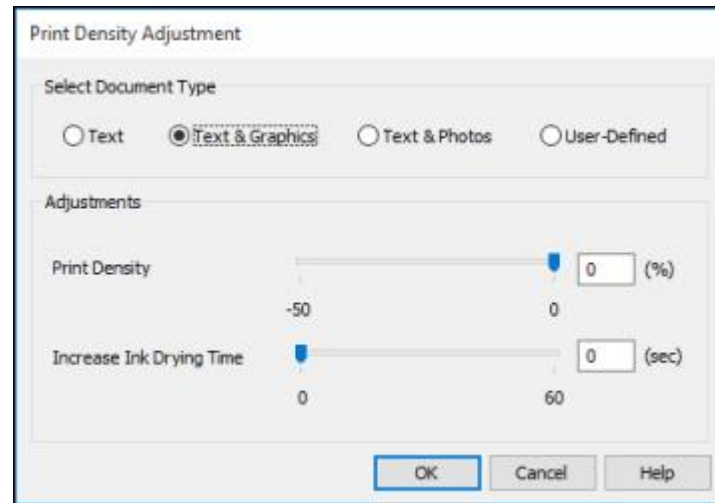 Print Density Adjustment
Select Document Type
Text Text & Graphics Text & Photos User-Defined
Adjustments
Print Density 0 (%)
-50 0
Increase Ink Drying Time 0 (sec)
0 60
OK Cancel Help